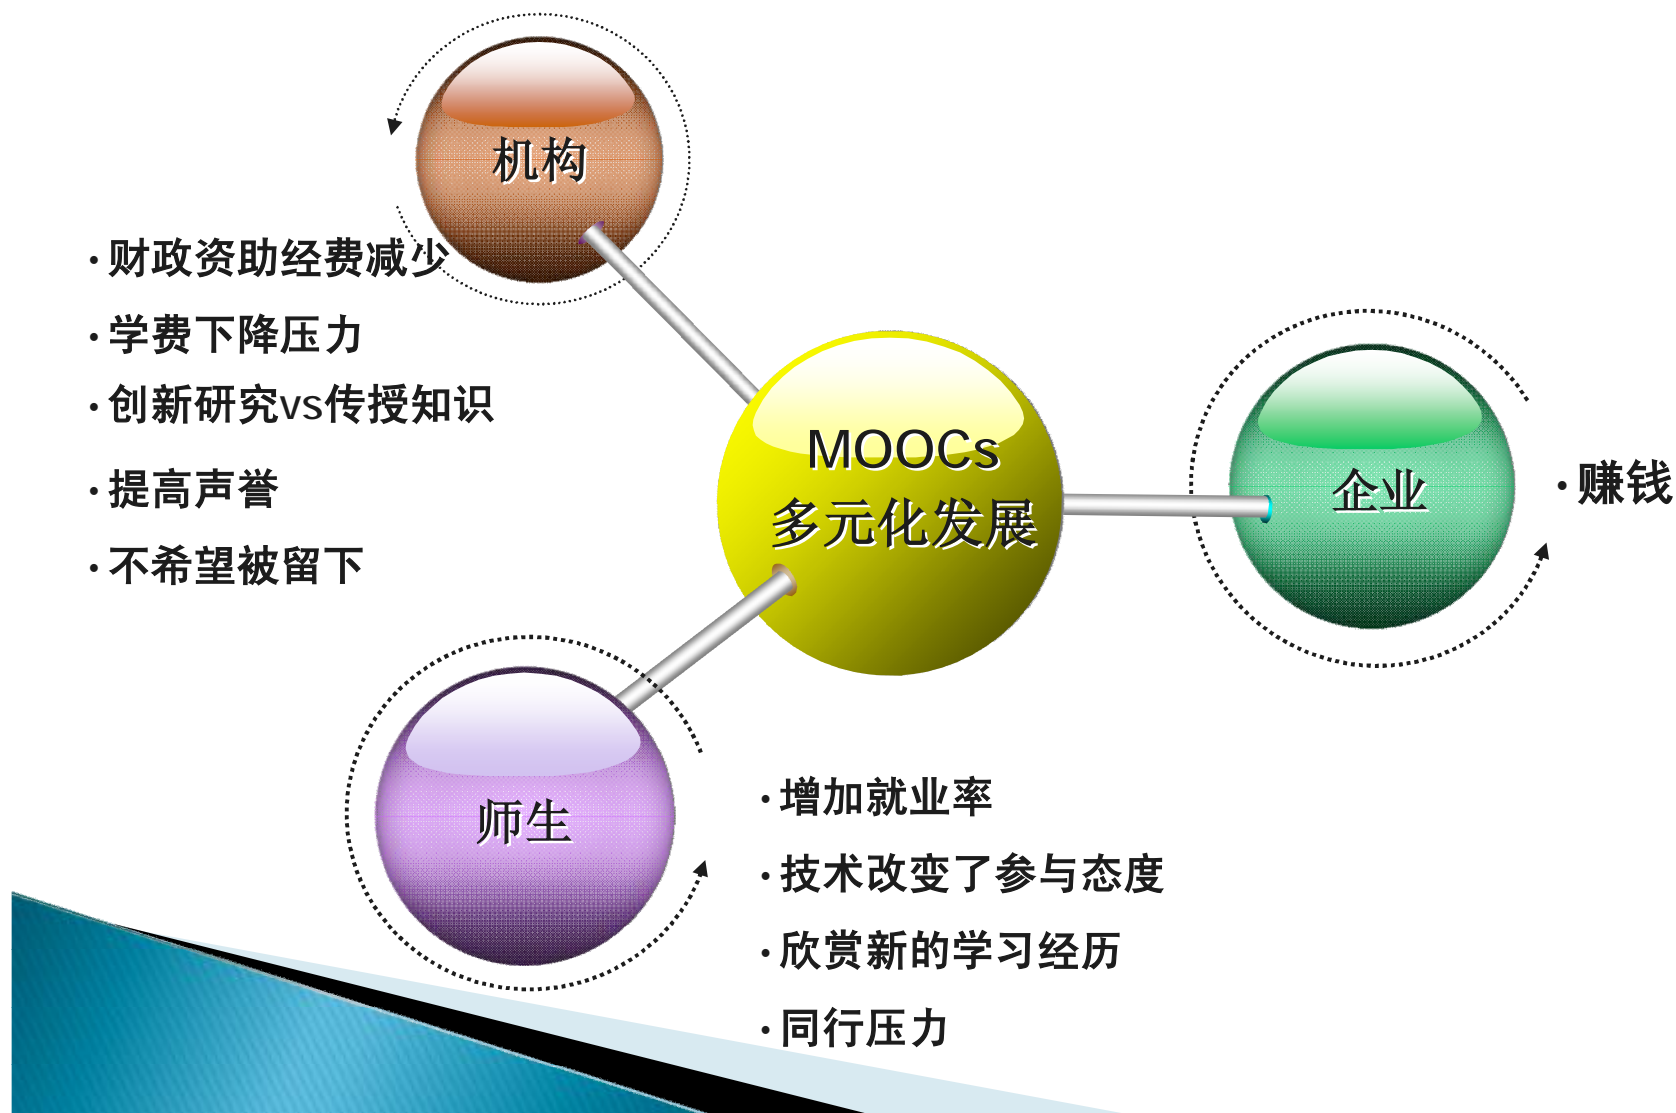 机构
• 财政资助经费减少
• 学费下降压力
• 创新研究vs传授知识
• 提高声誉
• 不希望被留下
MOOCs
多元化发展
企业
• 赚钱
师生
• 增加就业率
• 技术改变了参与态度
• 欣赏新的学习经历
• 同行压力